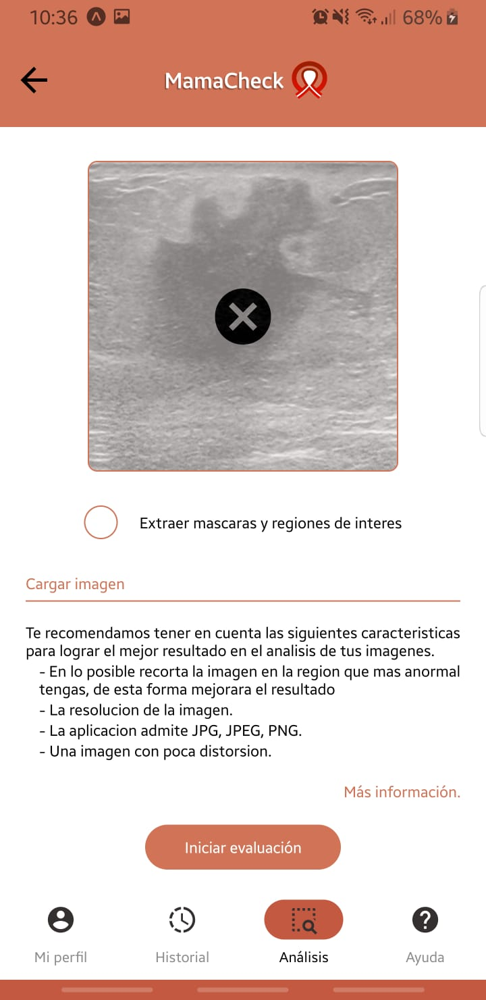 10:36 68%
MamaCheck
Extraer mascaras y regiones de interes
Cargar imagen
Te recomendamos tener en cuenta las siguientes caracteristicas
para lograr el mejor resultado en el analisis de tus imagenes.
- En lo posible recorta la imagen en la region que mas anormal
tengas, de esta forma mejorara el resultado
- La resolucion de la imagen.
- La aplicacion admite JPG, JPEG, PNG.
- Una imagen con poca distorsion.
Más información.
Iniciar evaluación
Mi perfil Historial Análisis Ayuda